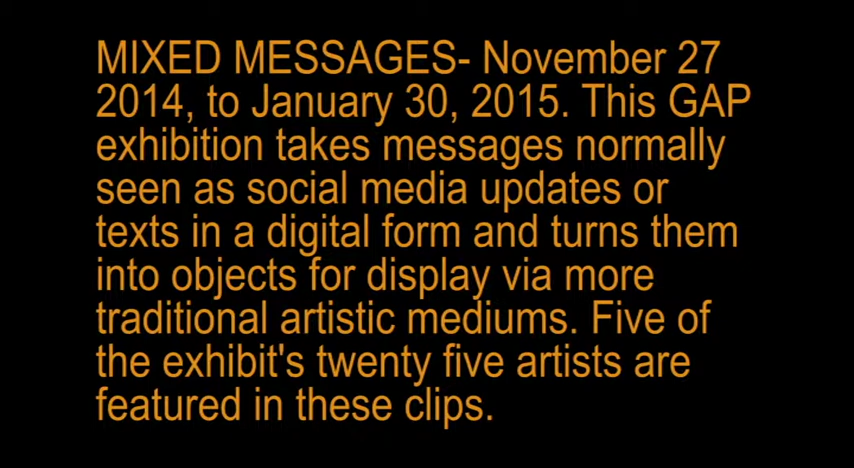 MIXED MESSAGES- November 27
2014, to January 30, 2015. This GAP
exhibition takes messages normally
seen as social media updates or
texts in a digital form and turns them
into objects for display via more
traditional artistic mediums. Five of
the exhibit's twenty five artists are
featured in these clips.